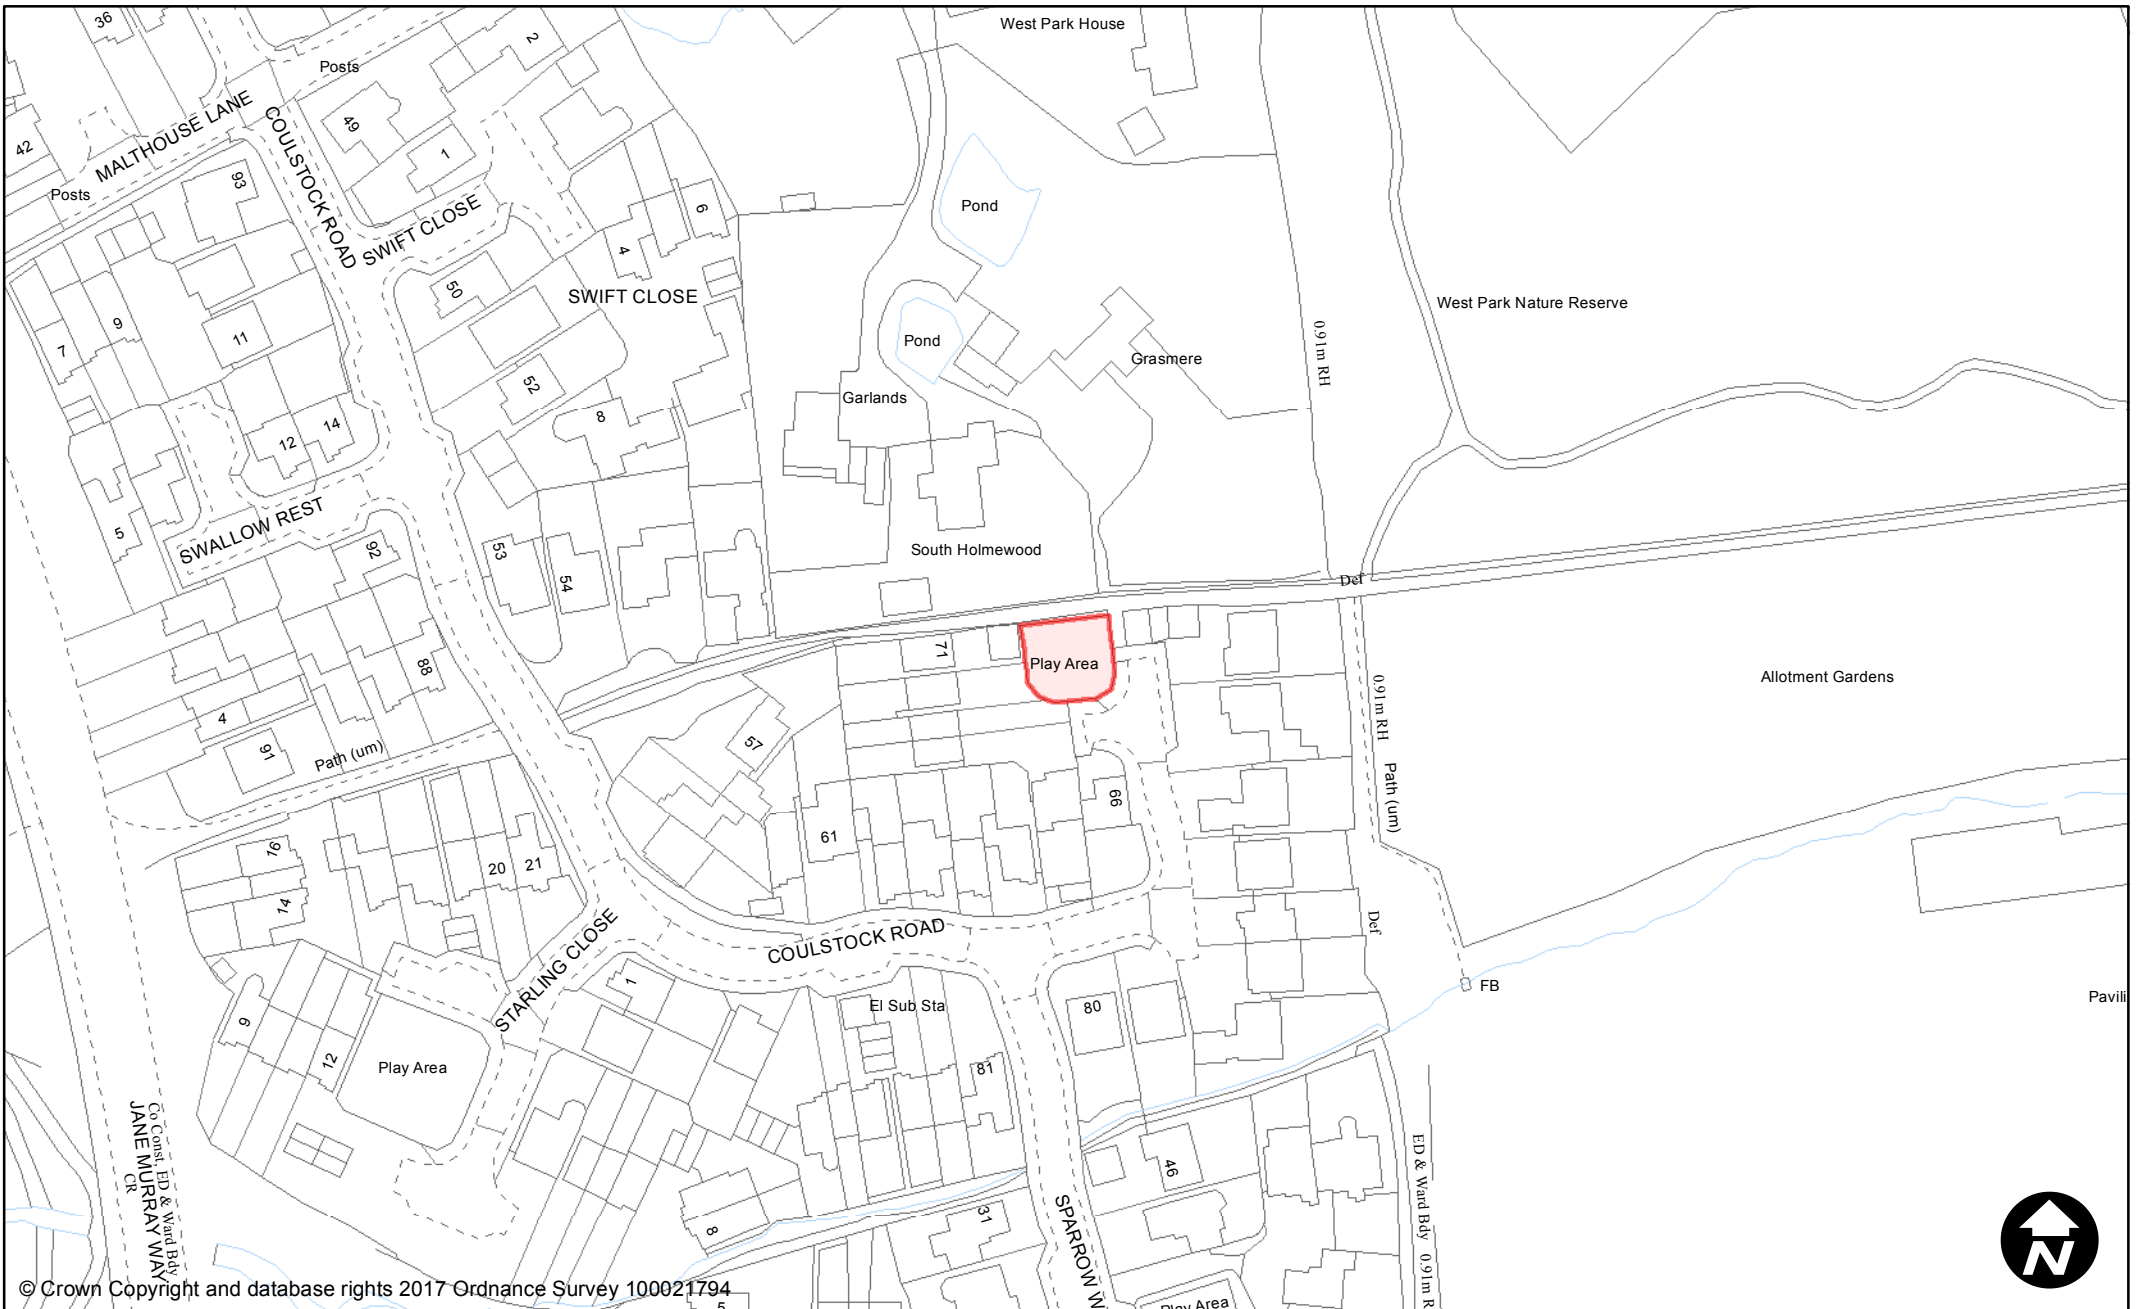 36
Posts
2
West Park House
42
MALTHOUSE LANE
COULSTOCK ROAD
49
1
Posts
93
SWIFT CLOSE
6
Pond
4
50
SWIFT CLOSE
West Park Nature Reserve
9
7
11
Pond
0.91m RH
Grasmere
52
Garlands
8
12
14
5
SWALLOW REST
92
53
54
South Holmewood
Def
71
Play Area
88
0.91m RH
Allotment Gardens
4
91
Path (um)
57
66
Path (um)
61
16
20
21
14
Def
STARLING CLOSE
COULSTOCK ROAD
1
El Sub Sta
80
FB
Pavili
9
12
Play Area
81
Co Const, ED & Ward Bdy
JANE MURRAY WAY
CR
46
ED & Ward Bdy
0.91m R
8
31
SPARROW W
N
© Crown Copyright and database rights 2017 Ordnance Survey 100021794
5
Play Area